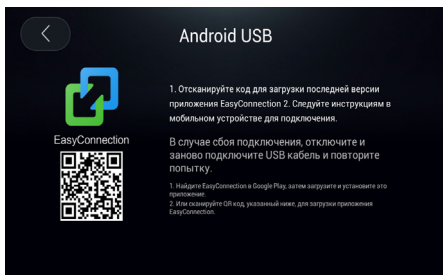 Android USB
1. Отсканируйте код для загрузки последней версии
приложения EasyConnection 2. Следуйте инструкциям в
мобильном устройстве для подключения.
EasyConnection
В случае сбоя подключения, отключите и
заново подключите USB кабель и повторите
попытку.
1. Найдите EasyConnection в Google Play, затем загрузите и установите это
приложение.
2. Или сканируйте QR код, указанный ниже, для загрузки приложения
EasyConnection.